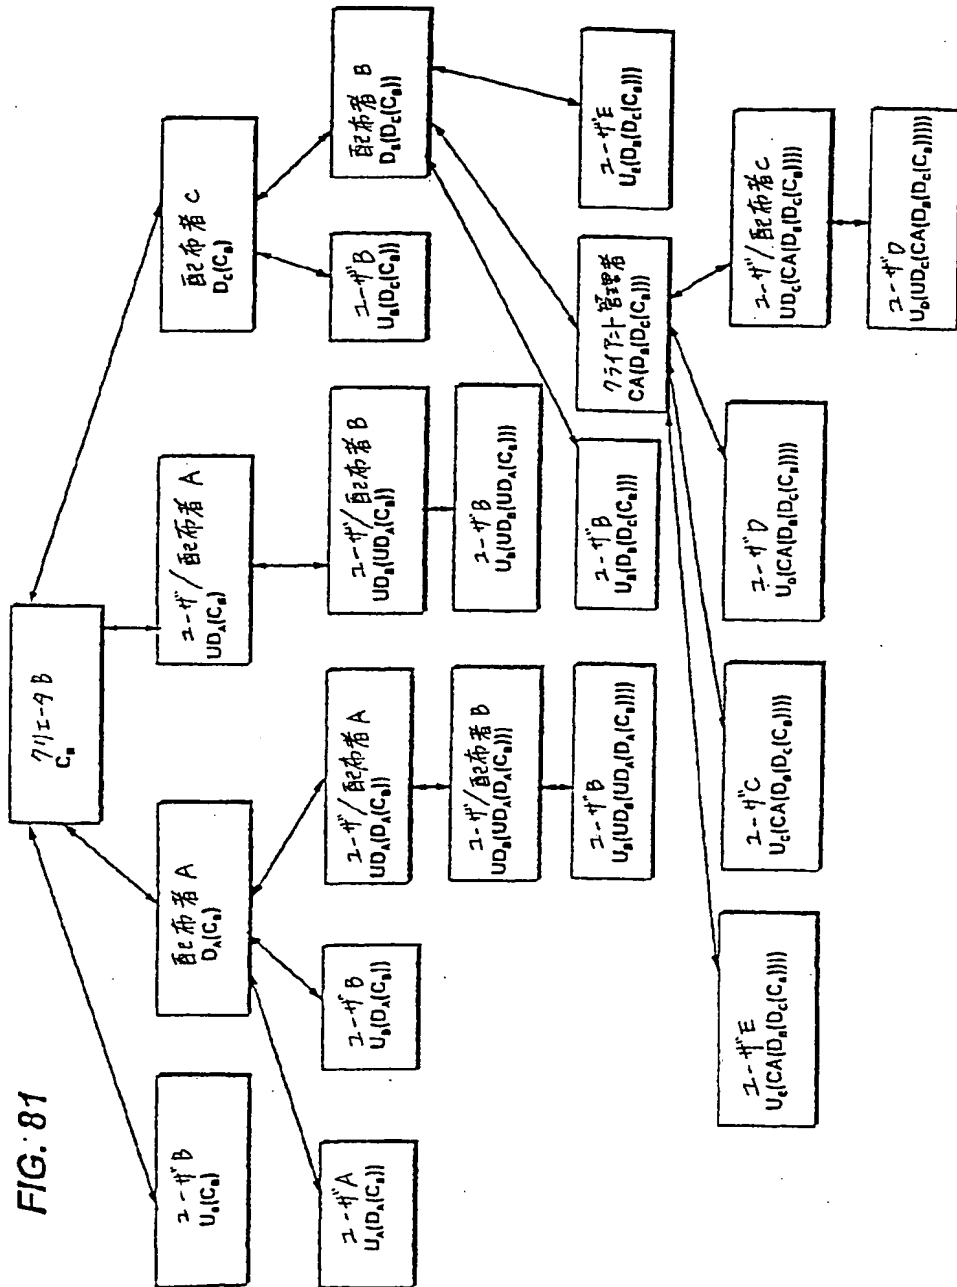 FIG. 81
クリエータB
C_B
ユーザB
U_B(C_B)
配布者A
D_A(C_B)
ユーザ/配布者A
UD_A(C_B)
配布者C
D_C(C_B)
ユーザA
U_A(D_A(C_B))
ユーザB
U_B(D_A(C_B))
ユーザ/配布者A
UD_A(D_A(C_B))
ユーザ/配布者B
UD_B(UD_A(C_B))
ユーザB
U_B(D_C(C_B))
配布者B
D_B(D_C(C_B))
ユーザ/配布者B
UD_B(UD_A(D_A(C_B)))
ユーザB
U_B(UD_B(UD_A(C_B)))
ユーザB
U_B(UD_B(UD_A(D_A(C_B))))
ユーザB
U_B(D_B(D_C(C_B)))
クライアント管理者
CA(D_B(D_C(C_B)))
ユーザE
U_E(D_B(D_C(C_B)))
ユーザE
U_E(CA(D_B(D_C(C_B))))
ユーザC
U_C(CA(D_B(D_C(C_B))))
ユーザD
U_D(CA(D_B(D_C(C_B))))
ユーザ/配布者C
UD_C(CA(D_B(D_C(C_B))))
ユーザD
U_D(UD_C(CA(D_B(D_C(C_B)))))